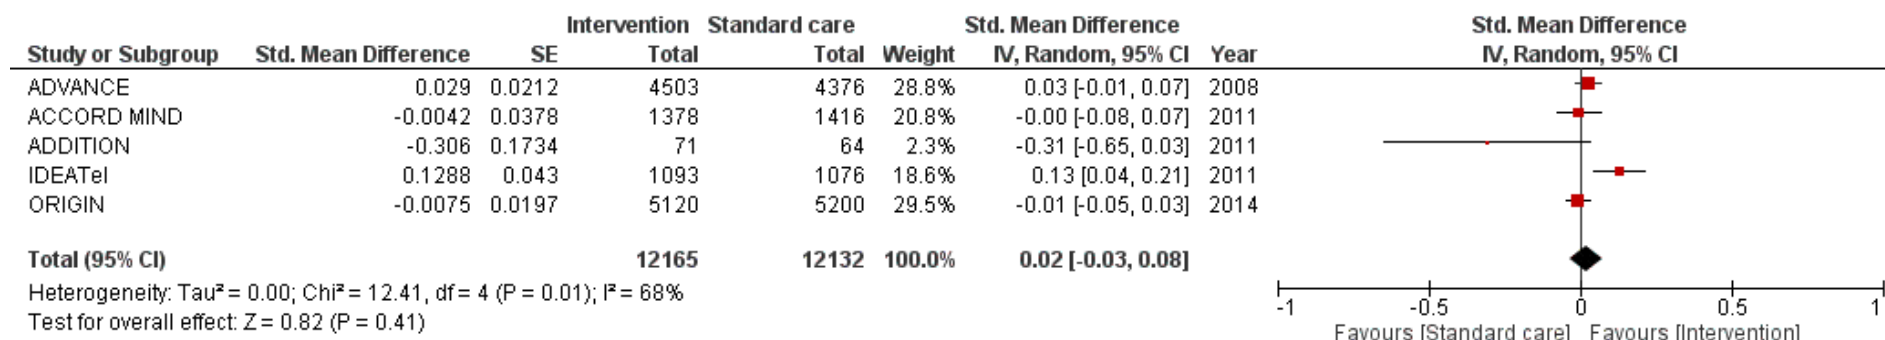 Intervention Standard care Std. Mean Difference Std. Mean Difference
Study or Subgroup Std. Mean Difference SE Total Total Weight IV, Random, 95% CI Year IV, Random, 95% CI
ADVANCE 0.029 0.0212 4503 4376 28.8% 0.03 [-0.01, 0.07] 2008
ACCORD MIND -0.0042 0.0378 1378 1416 20.8% -0.00 [-0.08, 0.07] 2011
ADDITION -0.306 0.1734 71 64 2.3% -0.31 [-0.65, 0.03] 2011
IDEATel 0.1288 0.043 1093 1076 18.6% 0.13 [0.04, 0.21] 2011
ORIGIN -0.0075 0.0197 5120 5200 29.5% -0.01 [-0.05, 0.03] 2014
Total (95% CI) 12165 12132 100.0% 0.02 [-0.03, 0.08]
Heterogeneity: Tau² = 0.00; Chi² = 12.41, df = 4 (P = 0.01); I² = 68%
Test for overall effect: Z = 0.82 (P = 0.41)
-1 -0.5 0 0.5 1
Favours [Standard care] Favours [Intervention]